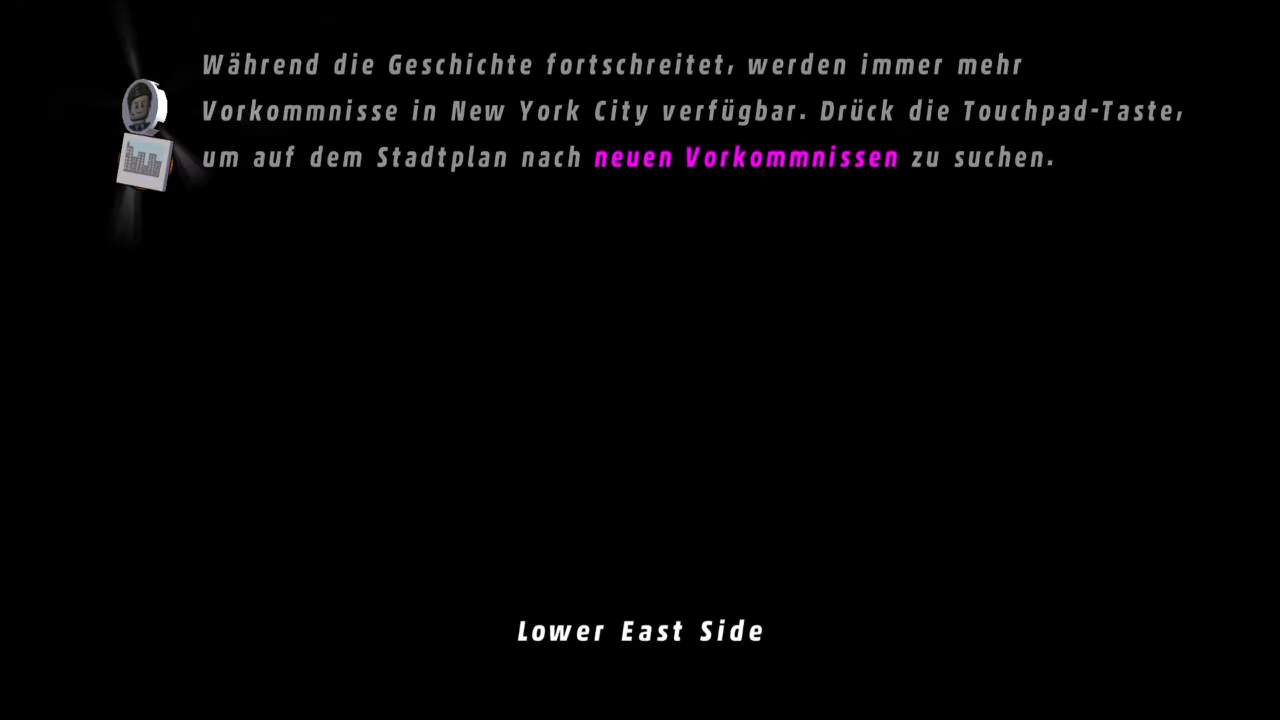 Während die Geschichte fortschreitet, werden immer mehr
Vorkommnisse in New York City verfügbar. Drück die Touchpad-Taste,
um auf dem Stadtplan nach neuen Vorkommnissen zu suchen.
Lower East Side